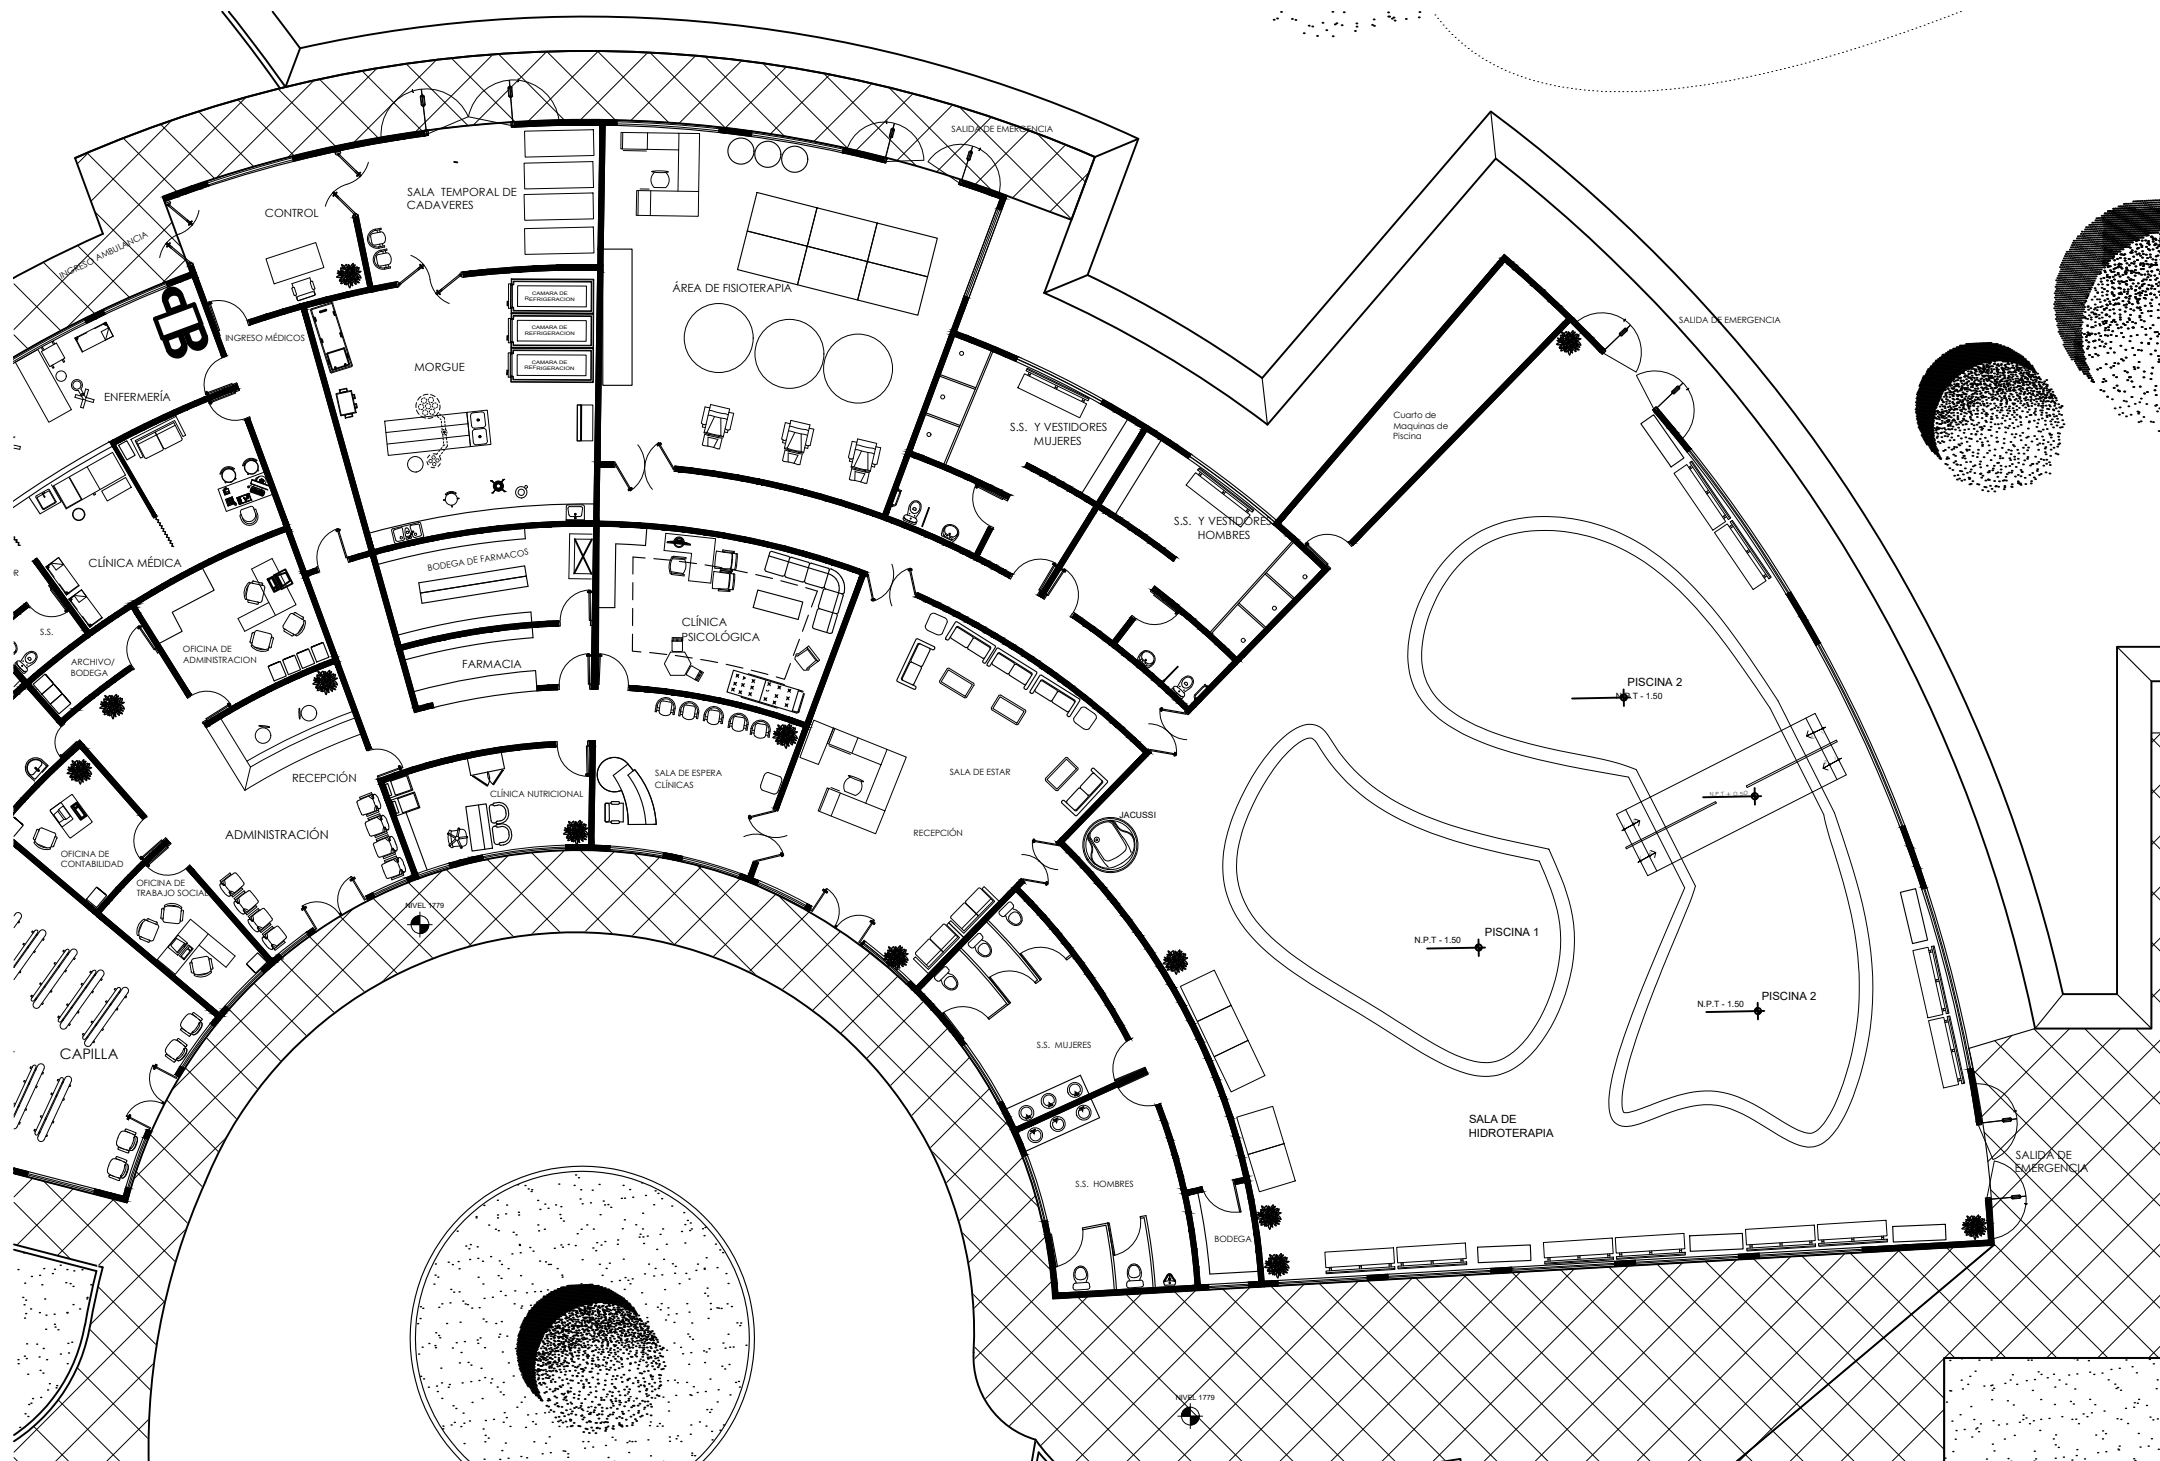 SALIDA DE EMERGENCIA
SALA TEMPORAL DE
CADAVERES
CONTROL
INGRESO AMBULANCIA
ÁREA DE FISIOTERAPIA
CAMARA DE
REFRIGERACION
CAMARA DE
REFRIGERACION
CAMARA DE
REFRIGERACION
INGRESO MÉDICOS
MORGUE
ENFERMERÍA
SALIDA DE EMERGENCIA
Cuarto de
Maquinas de
Piscina
S.S. Y VESTIDORES
MUJERES
S.S. Y VESTIDORES
HOMBRES
CLÍNICA MÉDICA
BODEGA DE FARMACOS
R
S.S.
CLÍNICA
PSICOLÓGICA
OFICINA DE
ADMINISTRACION
ARCHIVO/
BODEGA
FARMACIA
PISCINA 2
N.P.T - 1.50
RECEPCIÓN
SALA DE ESPERA
CLÍNICAS
SALA DE ESTAR
CLÍNICA NUTRICIONAL
N.P.T ± 0.50
JACUSSI
ADMINISTRACIÓN
RECEPCIÓN
OFICINA DE
CONTABILIDAD
OFICINA DE
TRABAJO SOCIAL
NIVEL 1779
PISCINA 1
N.P.T - 1.50
PISCINA 2
N.P.T - 1.50
CAPILLA
S.S. MUJERES
SALA DE
HIDROTERAPIA
SALIDA DE
EMERGENCIA
S.S. HOMBRES
BODEGA
NIVEL 1779